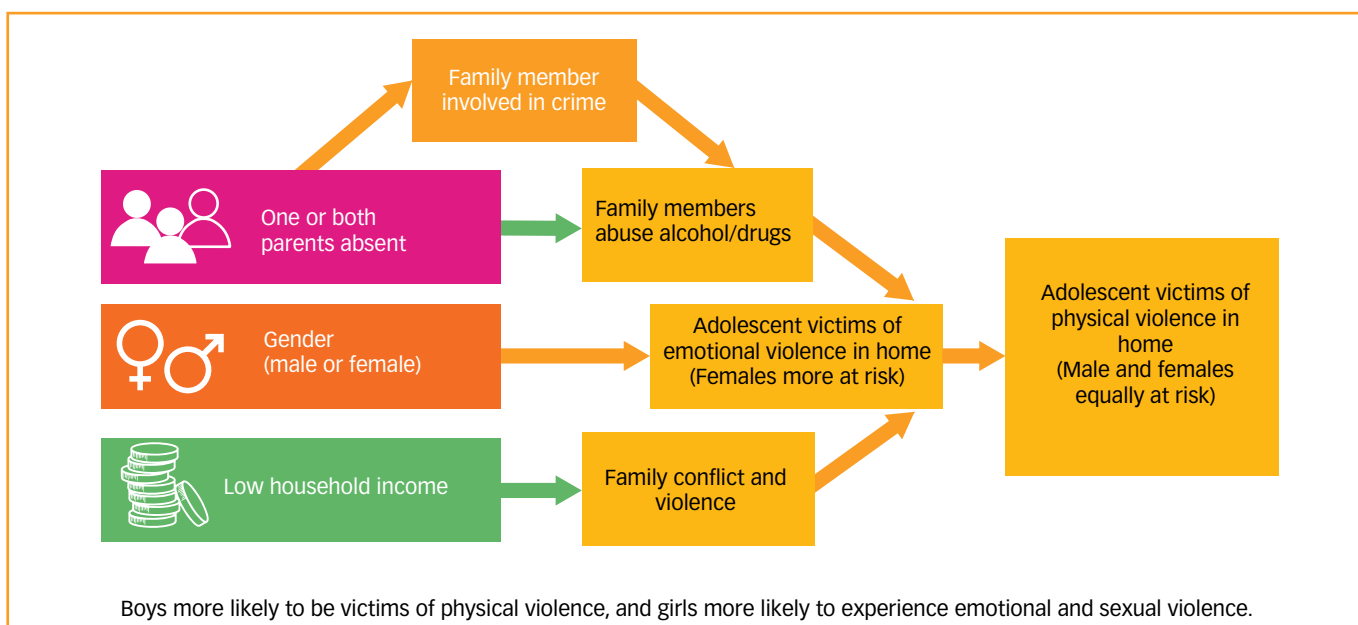 Family member
involved in crime
One or both
parents absent
Family members
abuse alcohol/drugs
Gender
(male or female)
Adolescent victims of
emotional violence in home
(Females more at risk)
Adolescent victims of
physical violence in
home
(Male and females
equally at risk)
Low household income
Family conflict and
violence
Boys more likely to be victims of physical violence, and girls more likely to experience emotional and sexual violence.